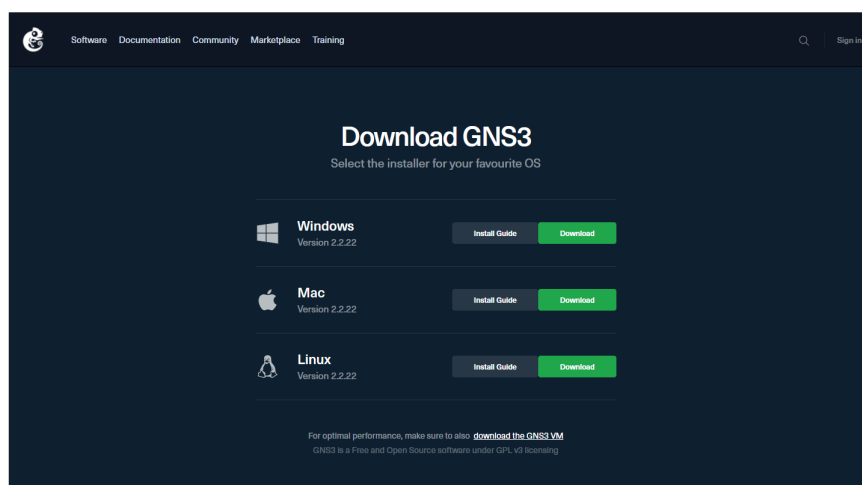 Software Documentation Community Marketplace Training Sign in
Download GNS3
Select the installer for your favourite OS
Windows
Version 2.2.22
Install Guide Download
Mac
Version 2.2.22
Install Guide Download
Linux
Version 2.2.22
Install Guide Download
For optimal performance, make sure to also download the GNS3 VM
GNS3 is a Free and Open Source software under GPL v3 licensing